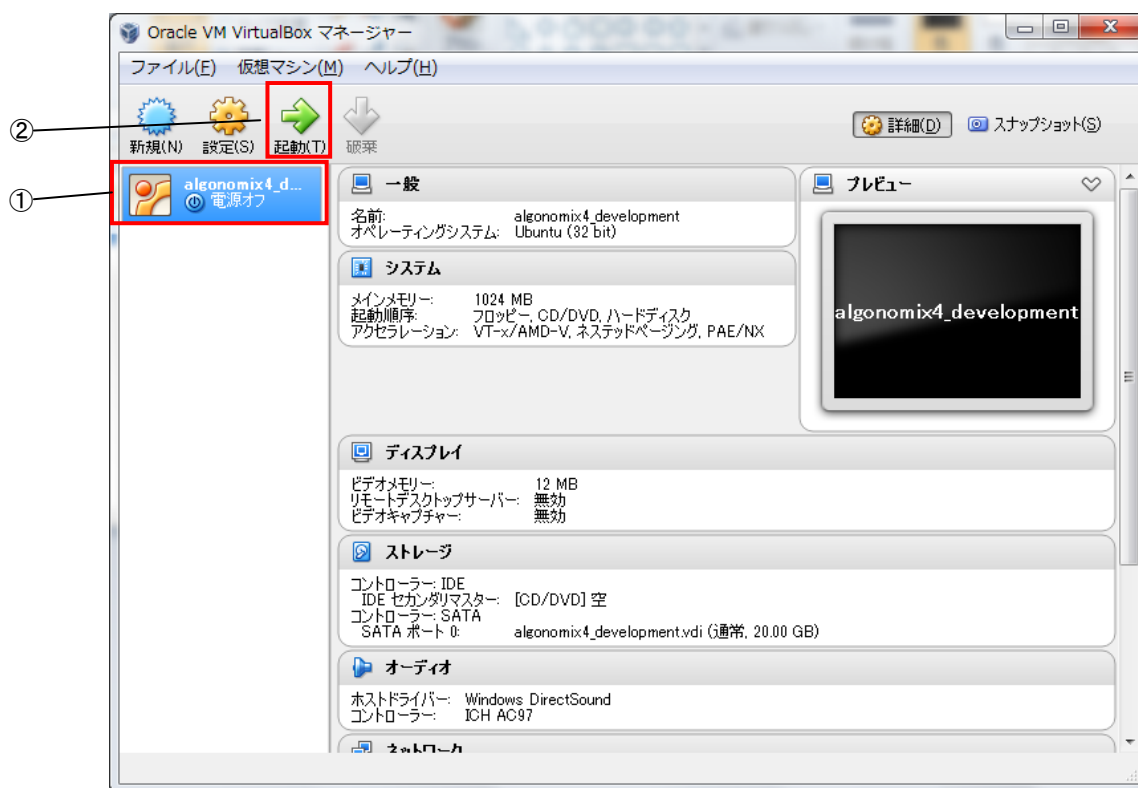 Oracle VM VirtualBox マネージャー
ファイル(F) 仮想マシン(M) ヘルプ(H)
②
新規(N) 設定(S) 起動(T) 破棄
詳細(D) スナップショット(S)
①
algonomix4_d...
電源オフ
一般
名前: algonomix4_development
オペレーティングシステム: Ubuntu (32 bit)
システム
メインメモリー: 1024 MB
起動順序: フロッピー, CD/DVD, ハードディスク
アクセラレーション: VT-x/AMD-V, ネステッドページング, PAE/NX
プレビュー
algonomix4_development
ディスプレイ
ビデオメモリー: 12 MB
リモートデスクトップサーバー: 無効
ビデオキャプチャー: 無効
ストレージ
コントローラー: IDE
IDE セカンダリマスター: [CD/DVD] 空
コントローラー: SATA
SATA ポート 0: algonomix4_development.vdi (通常, 20.00 GB)
オーディオ
ホストドライバー: Windows DirectSound
コントローラー: ICH AC97
ネットワーク